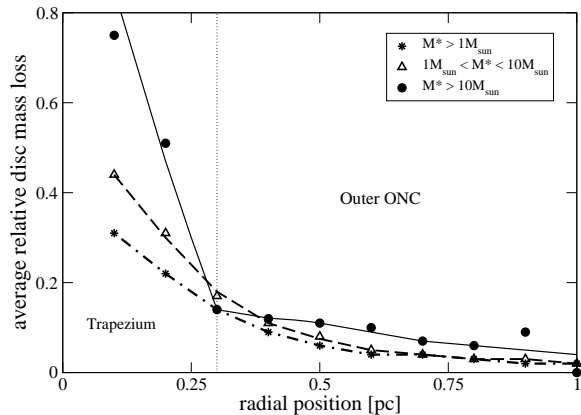 average relative disc mass loss
0.8
0.6
0.4
0.2
0
M* > 1M_sun
1M_sun < M* < 10M_sun
M* > 10M_sun
Outer ONC
Trapezium
0
0.25
0.5
0.75
1
radial position [pc]